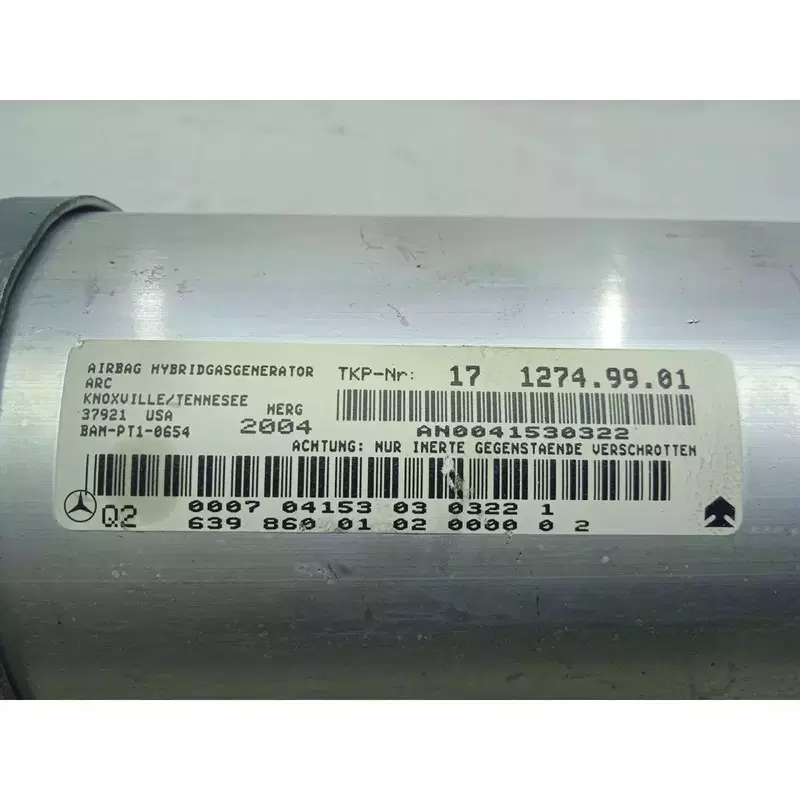 AIRBAG HYBRIDGASGENERATOR
ARC
KNOXVILLE/TENNESEE
37921 USA HERG
BAM-PT1-0654 2004
TKP-Nr: 17 1274.99.01
AN0041530322
ACHTUNG: NUR INERTE GEGENSTAENDE VERSCHROTTEN
Q2 0007 04153 03 0322 1
639 860 01 02 0000 0 2